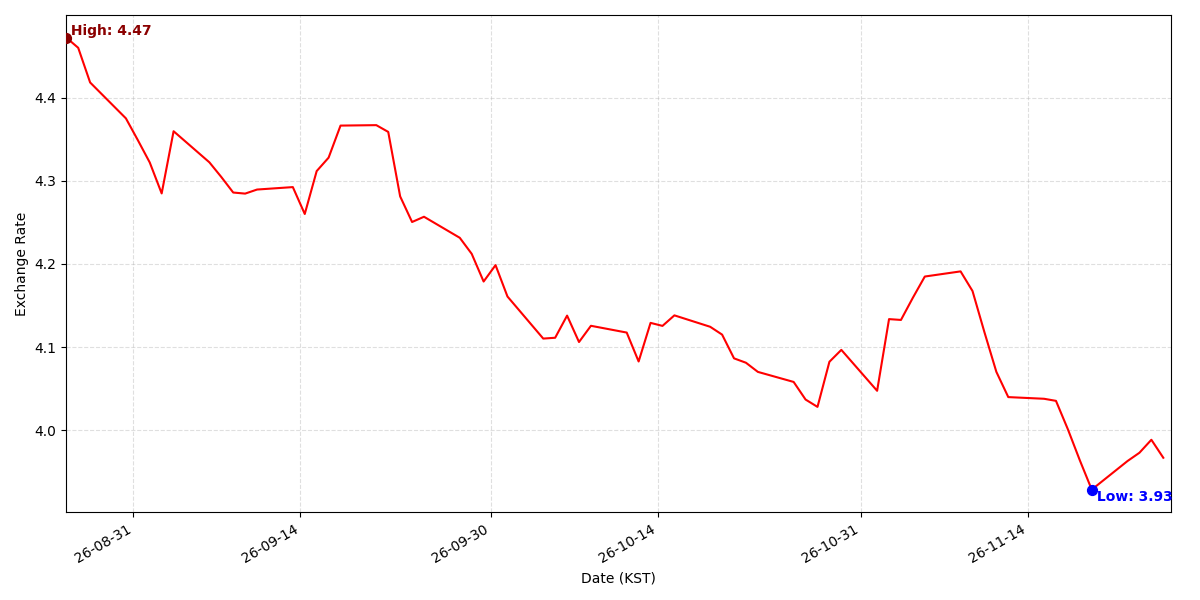 High: 4.47
4.4
4.3
4.2
4.1
4.0
Exchange Rate
Low: 3.93
26-08-31
26-09-14
26-09-30
26-10-14
26-10-31
26-11-14
Date (KST)